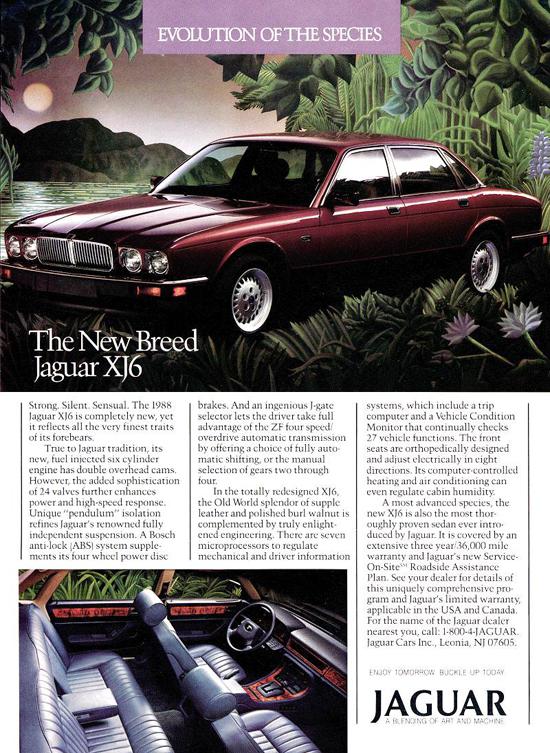 EVOLUTION OF THE SPECIES
The New Breed
Jaguar XJ6
Strong. Silent. Sensual. The 1988
Jaguar XJ6 is completely new, yet
it reflects all the very finest traits
of its forebears.
True to Jaguar tradition, its
new, fuel injected six cylinder
engine has double overhead cams.
However, the added sophistication
of 24 valves further enhances
power and high-speed response.
Unique "pendulum" isolation
refines Jaguar's renowned fully
independent suspension. A Bosch
anti-lock (ABS) system supple-
ments its four wheel power disc
brakes. And an ingenious J-gate
selector lets the driver take full
advantage of the ZF four speed/
overdrive automatic transmission
by offering a choice of fully auto-
matic shifting, or the manual
selection of gears two through
four.
In the totally redesigned XJ6,
the Old World splendor of supple
leather and polished burl walnut is
complemented by truly enlight-
ened engineering. There are seven
microprocessors to regulate
mechanical and driver information
systems, which include a trip
computer and a Vehicle Condition
Monitor that continually checks
27 vehicle functions. The front
seats are orthopedically designed
and adjust electrically in eight
directions. Its computer-controlled
heating and air conditioning can
even regulate cabin humidity.
A most advanced species, the
new XJ6 is also the most thor-
oughly proven sedan ever intro-
duced by Jaguar. It is covered by an
extensive three year/36,000 mile
warranty and Jaguar's new Service-
On-Site℠ Roadside Assistance
Plan. See your dealer for details of
this uniquely comprehensive pro-
gram and Jaguar's limited warranty,
applicable in the USA and Canada.
For the name of the Jaguar dealer
nearest you, call: 1-800-4-JAGUAR.
Jaguar Cars Inc., Leonia, NJ 07605.
ENJOY TOMORROW. BUCKLE UP TODAY.
JAGUAR
A BLENDING OF ART AND MACHINE